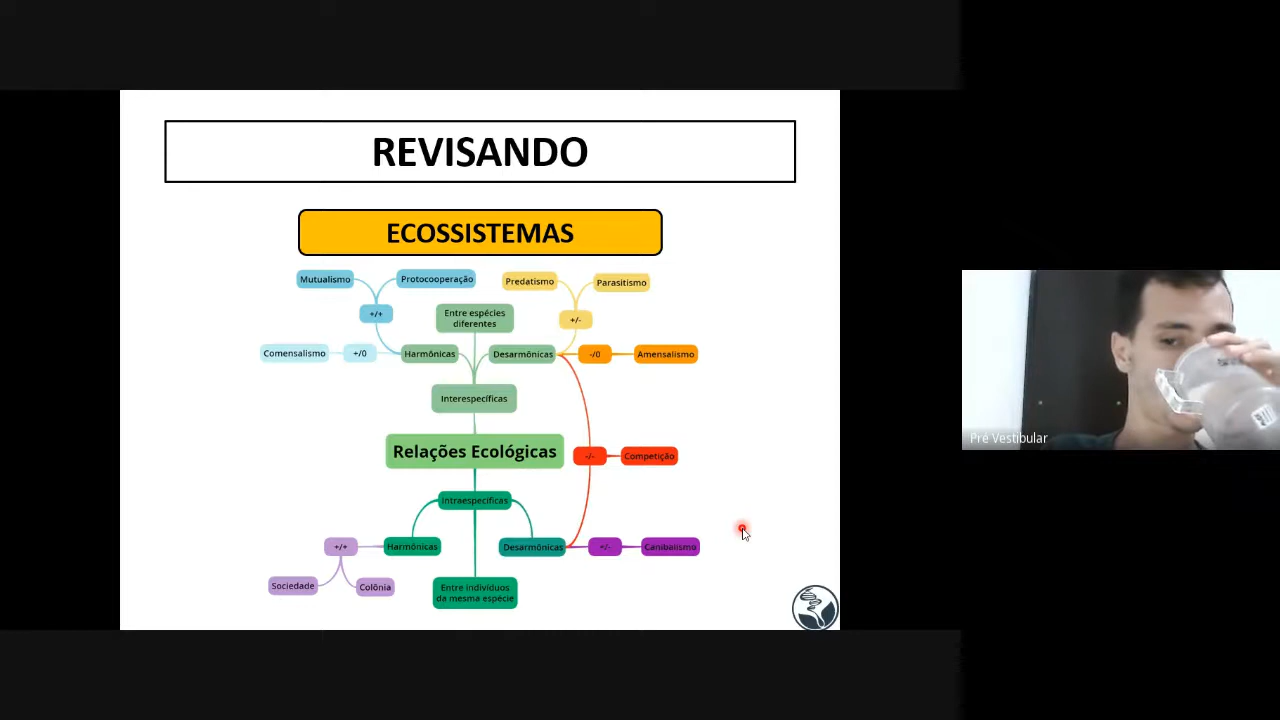 REVISANDO
ECOSSISTEMAS
Mutualismo
Protocooperação
Predatismo
Parasitismo
+/+
Entre espécies
diferentes
+/-
Comensalismo
+/0
Harmônicas
Desarmônicas
-/0
Amensalismo
Interespecíficas
Relações Ecológicas
-/-
Competição
Intraespecíficas
+/+
Harmônicas
Desarmônicas
+/-
Canibalismo
Sociedade
Colônia
Entre indivíduos
da mesma espécie
Pré Vestibular